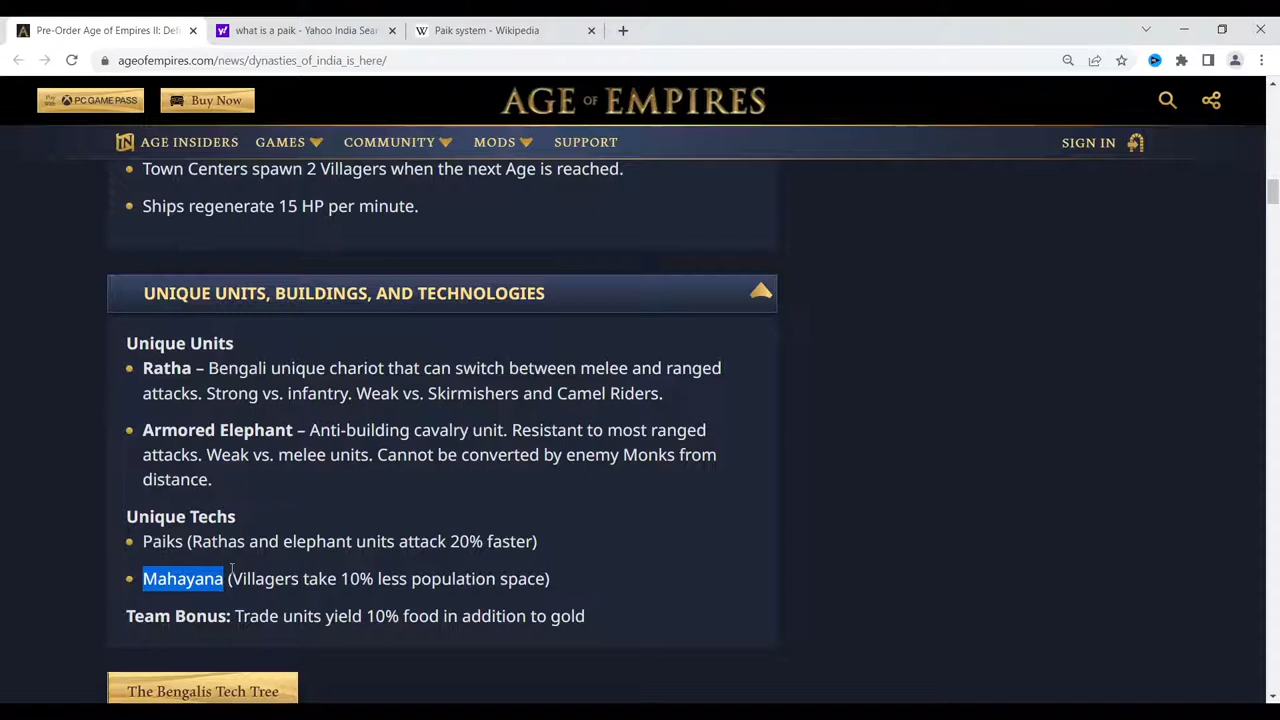 Pre-Order Age of Empires II: Defi
what is a paik - Yahoo India Sear
Paik system - Wikipedia
ageofempires.com/news/dynasties_of_india_is_here/
Play With PC GAME PASS
Buy Now
AGE OF EMPIRES
AGE INSIDERS
GAMES
COMMUNITY
MODS
SUPPORT
SIGN IN
Town Centers spawn 2 Villagers when the next Age is reached.
Ships regenerate 15 HP per minute.
UNIQUE UNITS, BUILDINGS, AND TECHNOLOGIES
Unique Units
Ratha – Bengali unique chariot that can switch between melee and ranged
attacks. Strong vs. infantry. Weak vs. Skirmishers and Camel Riders.
Armored Elephant – Anti-building cavalry unit. Resistant to most ranged
attacks. Weak vs. melee units. Cannot be converted by enemy Monks from
distance.
Unique Techs
Paiks (Rathas and elephant units attack 20% faster)
Mahayana (Villagers take 10% less population space)
Team Bonus: Trade units yield 10% food in addition to gold
The Bengalis Tech Tree